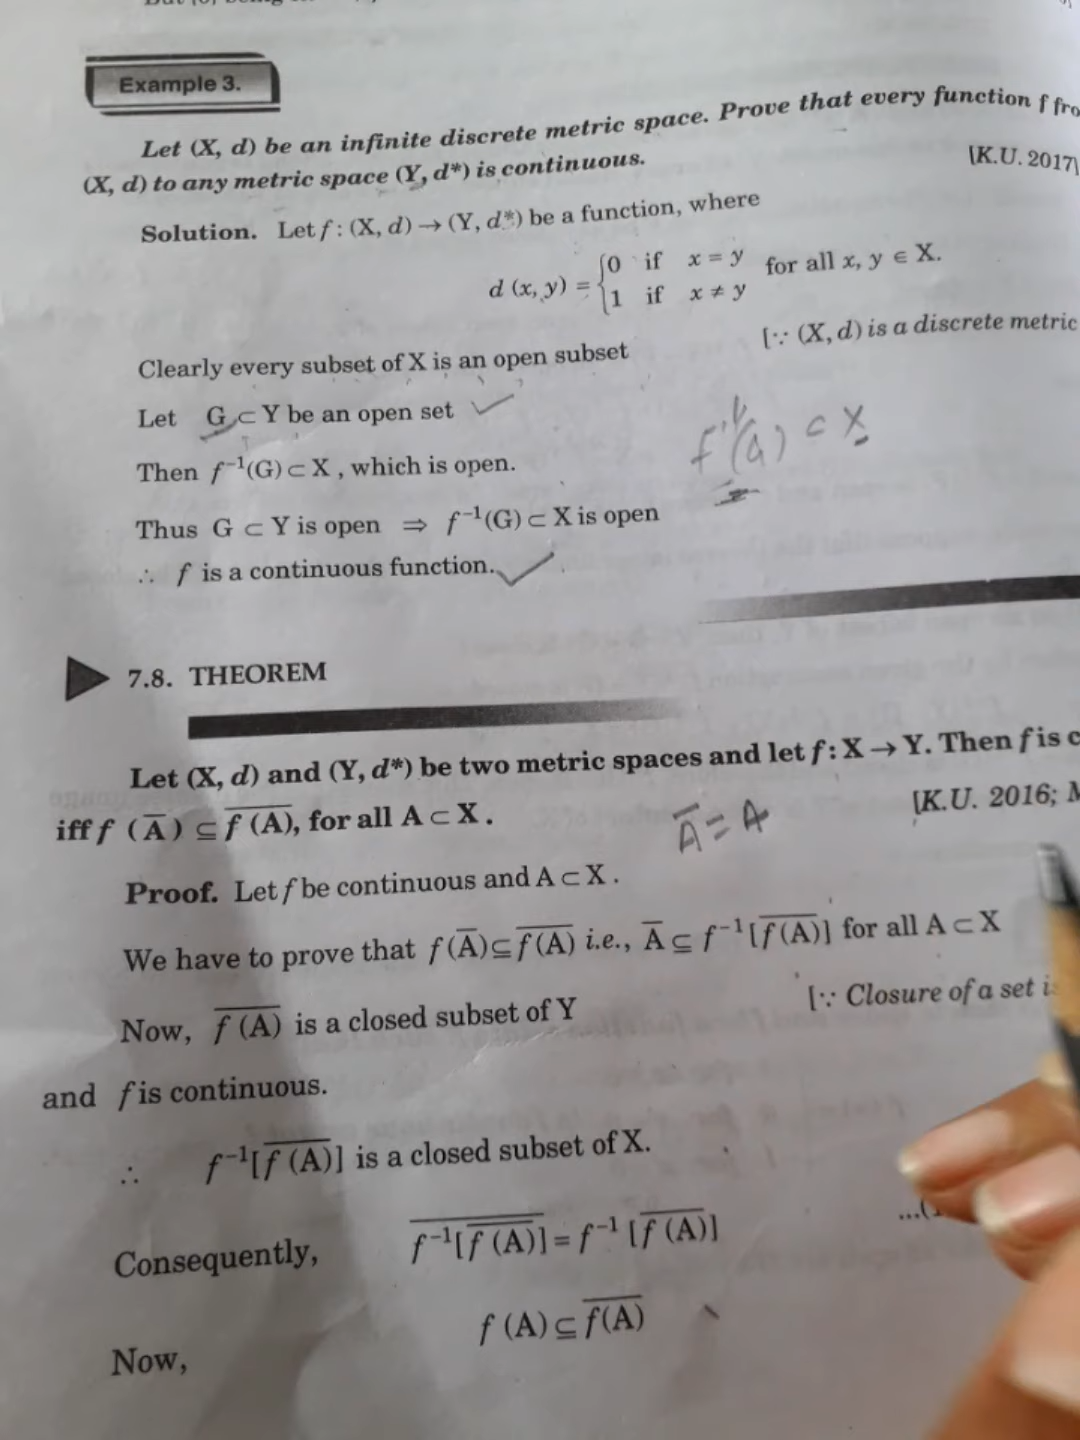 Example 3.
Let (X, d) be an infinite discrete metric space. Prove that every function f fro
(X, d) to any metric space (Y, d*) is continuous.
[K.U. 2017]
Solution. Let f : (X, d) → (Y, d*) be a function, where
d (x, y) = {0 if x = y
{1 if x ≠ y for all x, y ∈ X.
[∵ (X, d) is a discrete metric
Clearly every subset of X is an open subset
Let G ⊂ Y be an open set
Then f⁻¹(G) ⊂ X , which is open.
f⁻¹(G) ⊂ X
Thus G ⊂ Y is open ⇒ f⁻¹(G) ⊂ X is open
∴ f is a continuous function.
7.8. THEOREM
Let (X, d) and (Y, d*) be two metric spaces and let f : X → Y. Then f is c
iff f (A̅) ⊆ \overline{f (A)}, for all A ⊂ X .
A̅ = A
[K.U. 2016; M
Proof. Let f be continuous and A ⊂ X .
We have to prove that f (A̅) ⊆ \overline{f (A)} i.e., A̅ ⊆ f⁻¹[\overline{f (A)}] for all A ⊂ X
[∵ Closure of a set i
Now, \overline{f (A)} is a closed subset of Y
and f is continuous.
∴ f⁻¹[\overline{f (A)}] is a closed subset of X.
...(1
Consequently, \overline{f⁻¹[\overline{f (A)}]} = f⁻¹ [\overline{f (A)}]
Now, f (A) ⊆ \overline{f(A)}